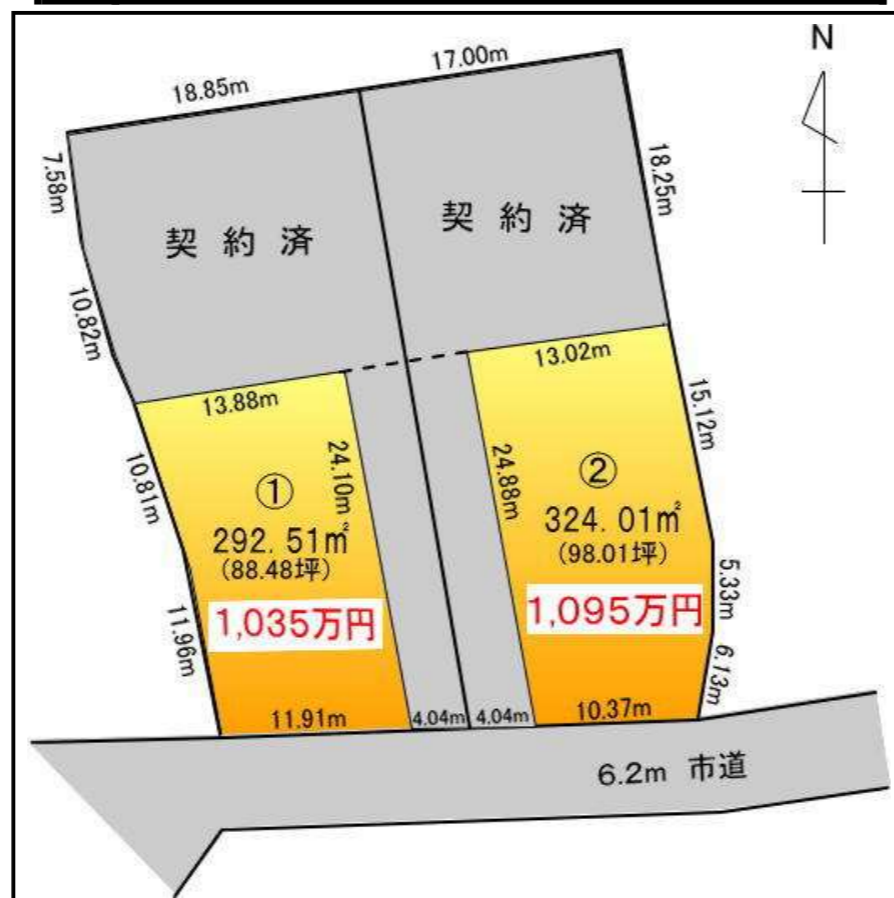 N
17.00m
18.85m
7.58m
18.25m
契約済
契約済
10.82m
13.02m
13.88m
15.12m
10.81m
24.10m
24.88m
①
292.51㎡
(88.48坪)
1,035万円
②
324.01㎡
(98.01坪)
1,095万円
5.33m
11.96m
6.13m
11.91m
4.04m
4.04m
10.37m
6.2m 市道